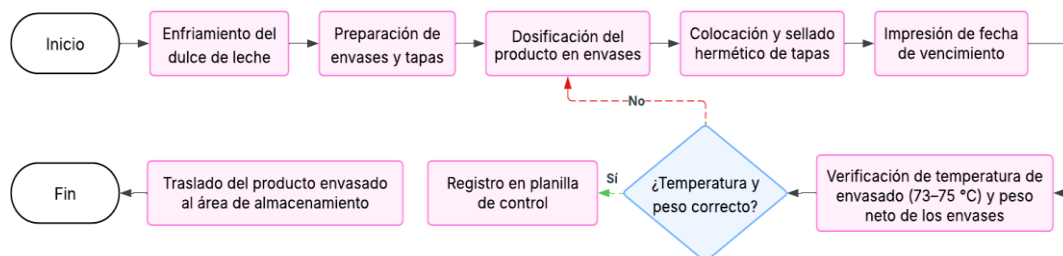 Inicio
Enfriamiento del
dulce de leche
Preparación de
envases y tapas
Dosificación del
producto en envases
Colocación y sellado
hermético de tapas
Impresión de fecha
de vencimiento
No
Fin
Traslado del producto envasado
al área de almacenamiento
Registro en planilla
de control
Sí
¿Temperatura y
peso correcto?
Verificación de temperatura de
envasado (73–75 °C) y peso
neto de los envases